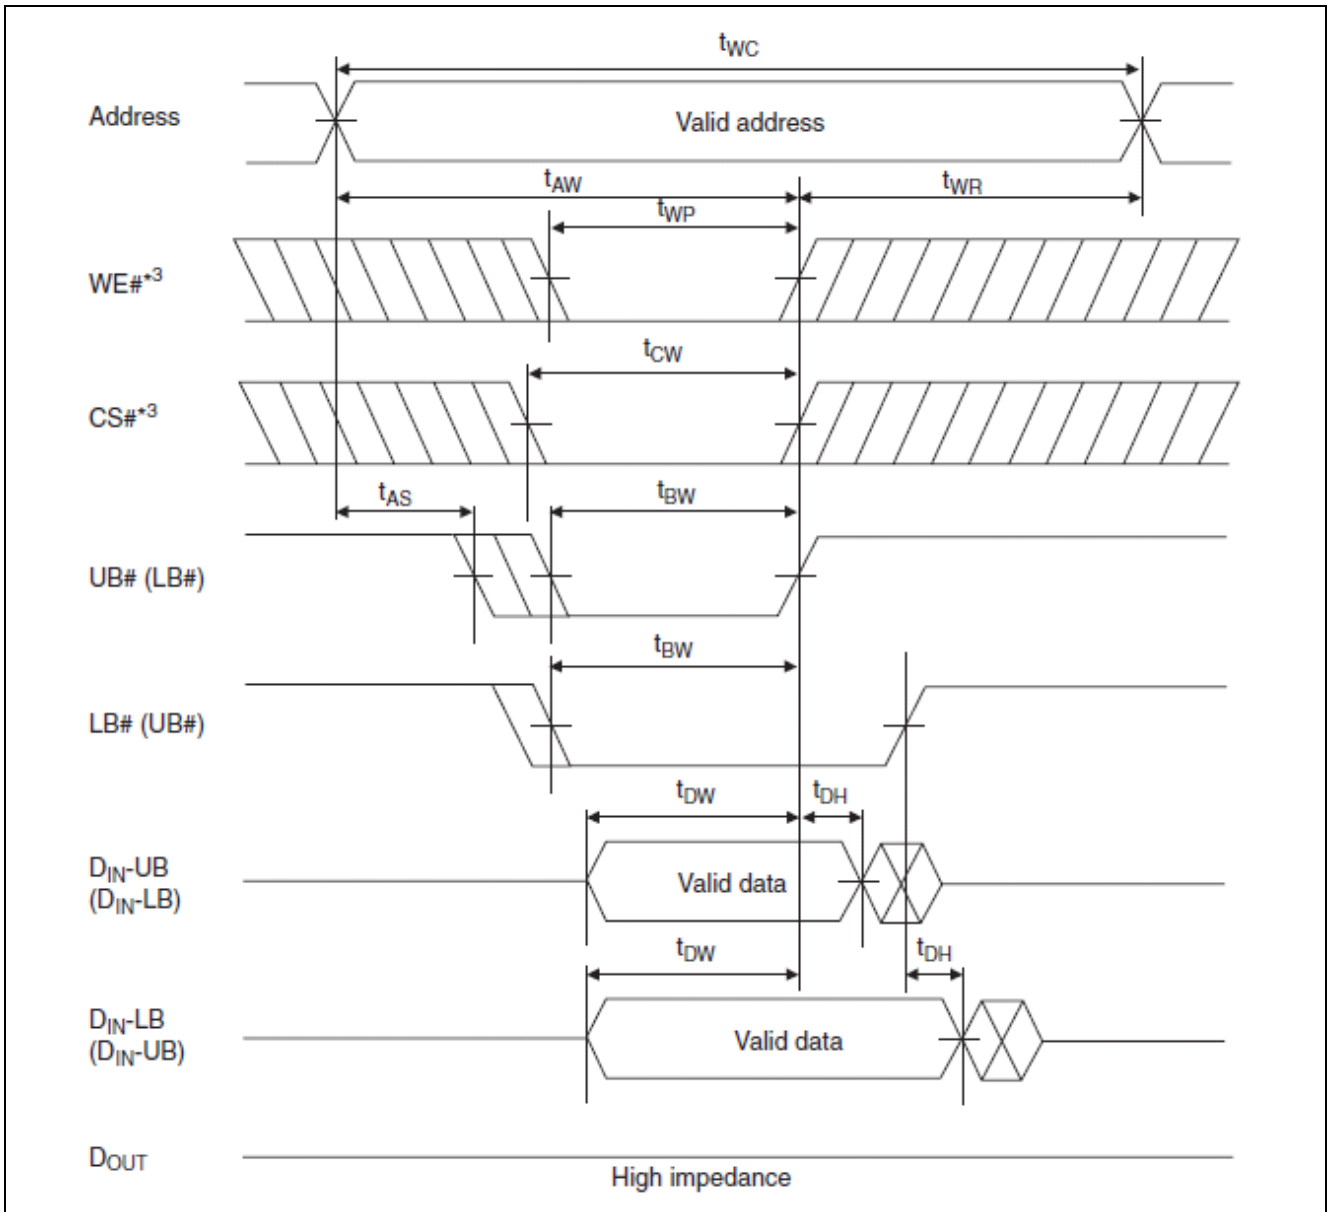 tWC
Address
Valid address
tAW
tWR
tWP
WE#*3
tCW
CS#*3
tAS
tBW
UB# (LB#)
tBW
LB# (UB#)
tDW
tDH
DIN-UB
(DIN-LB)
Valid data
tDW
tDH
DIN-LB
(DIN-UB)
Valid data
DOUT
High impedance